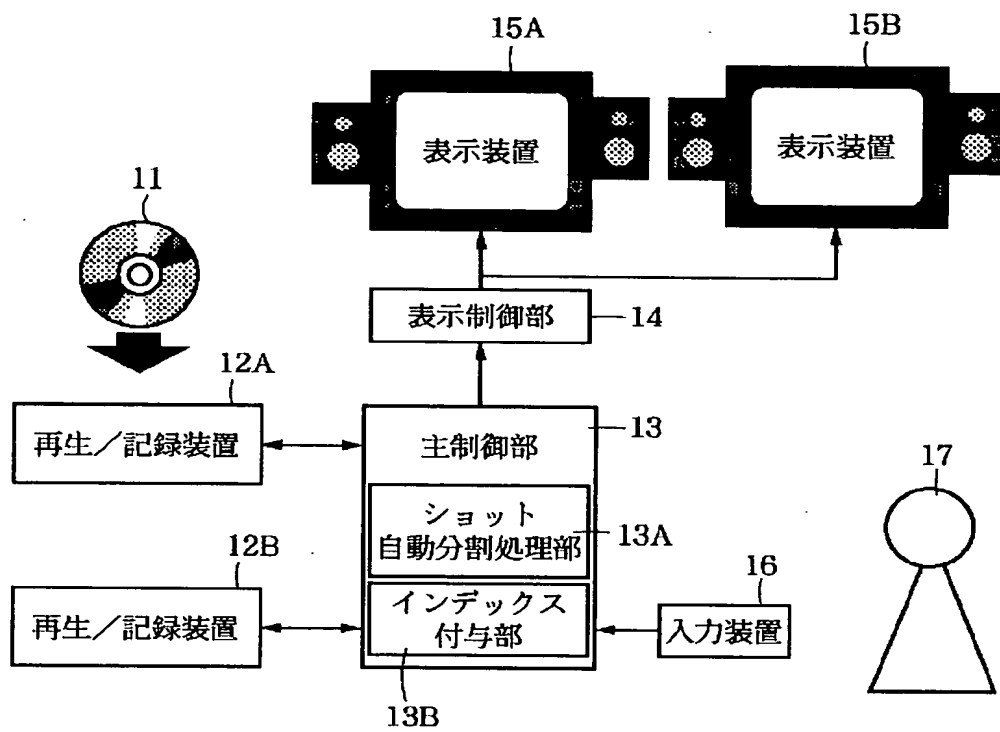 15A
15B
表示装置
表示装置
11
表示制御部
14
12A
再生／記録装置
主制御部
13
ショット
自動分割処理部
13A
17
12B
再生／記録装置
インデックス
付与部
16
入力装置
13B